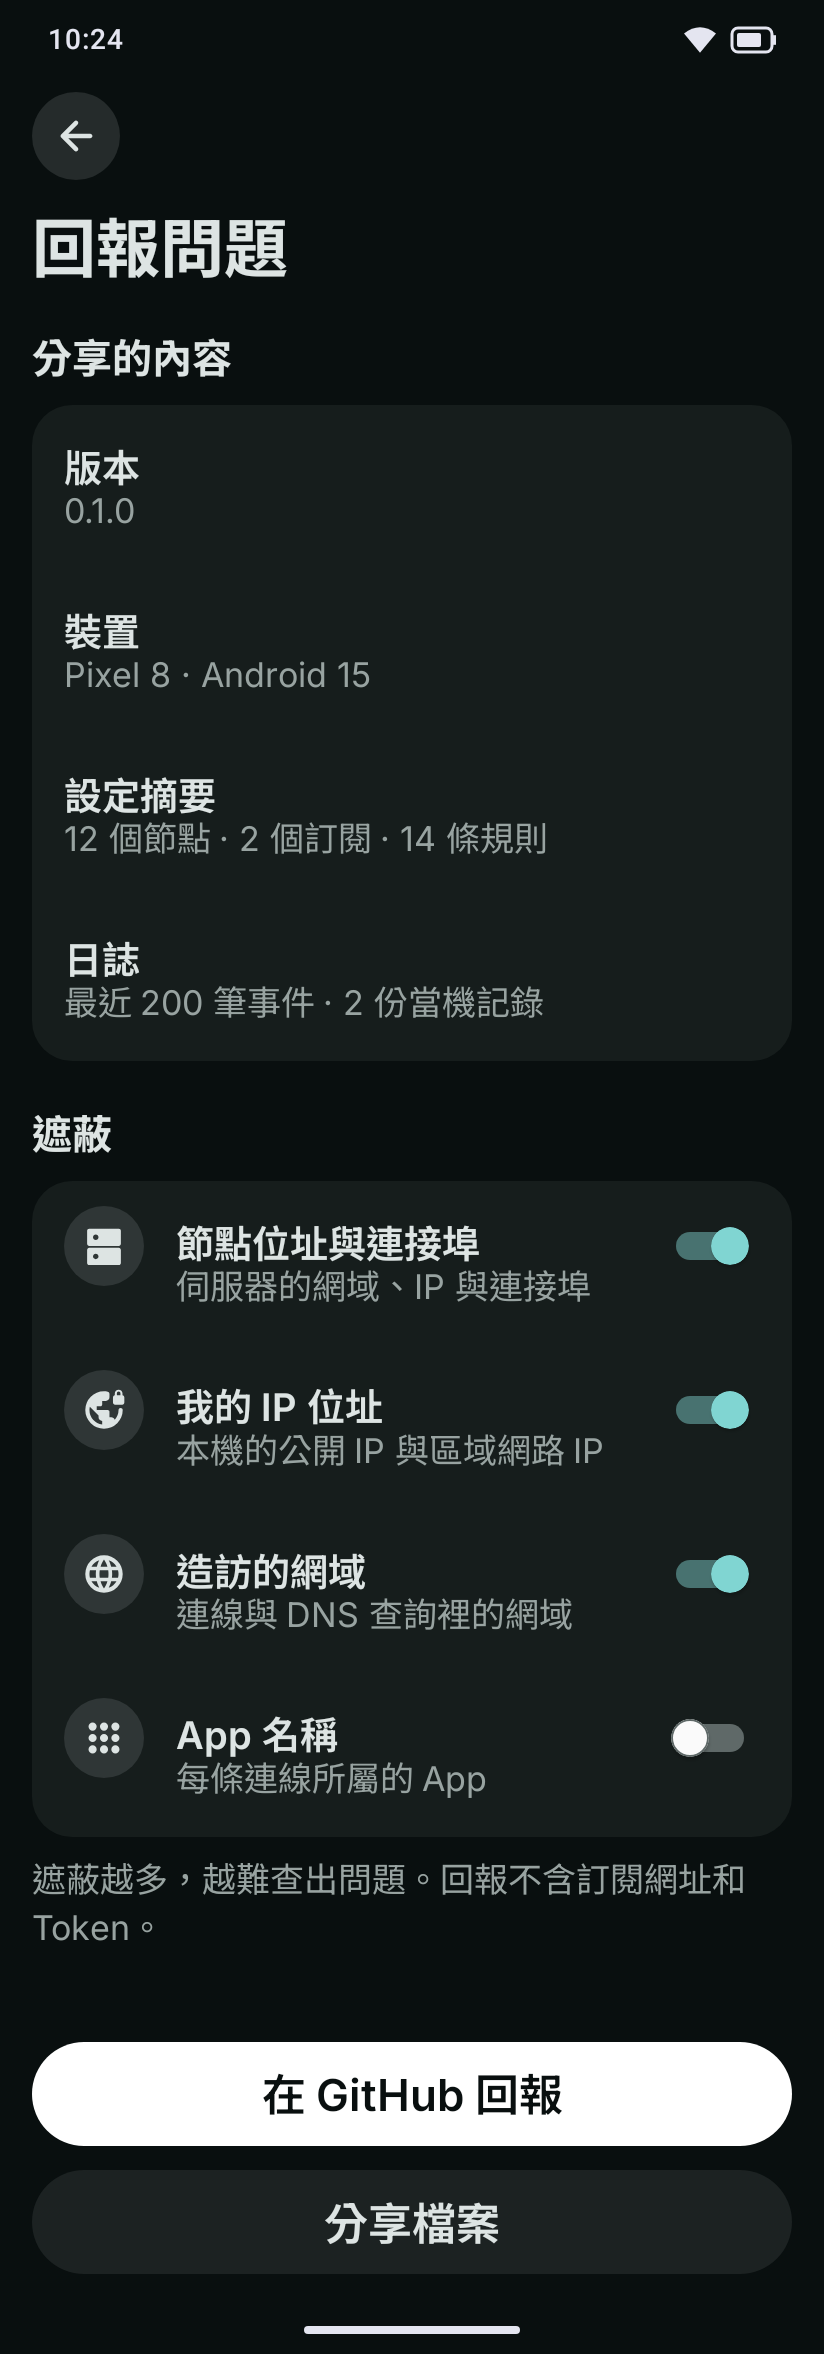 10:24
回報問題
分享的內容
版本
0.1.0
裝置
Pixel 8 · Android 15
設定摘要
12 個節點 · 2 個訂閱 · 14 條規則
日誌
最近 200 筆事件 · 2 份當機記錄
遮蔽
節點位址與連接埠
伺服器的網域、IP 與連接埠
我的 IP 位址
本機的公開 IP 與區域網路 IP
造訪的網域
連線與 DNS 查詢裡的網域
App 名稱
每條連線所屬的 App
遮蔽越多，越難查出問題。回報不含訂閱網址和
Token。
在 GitHub 回報
分享檔案